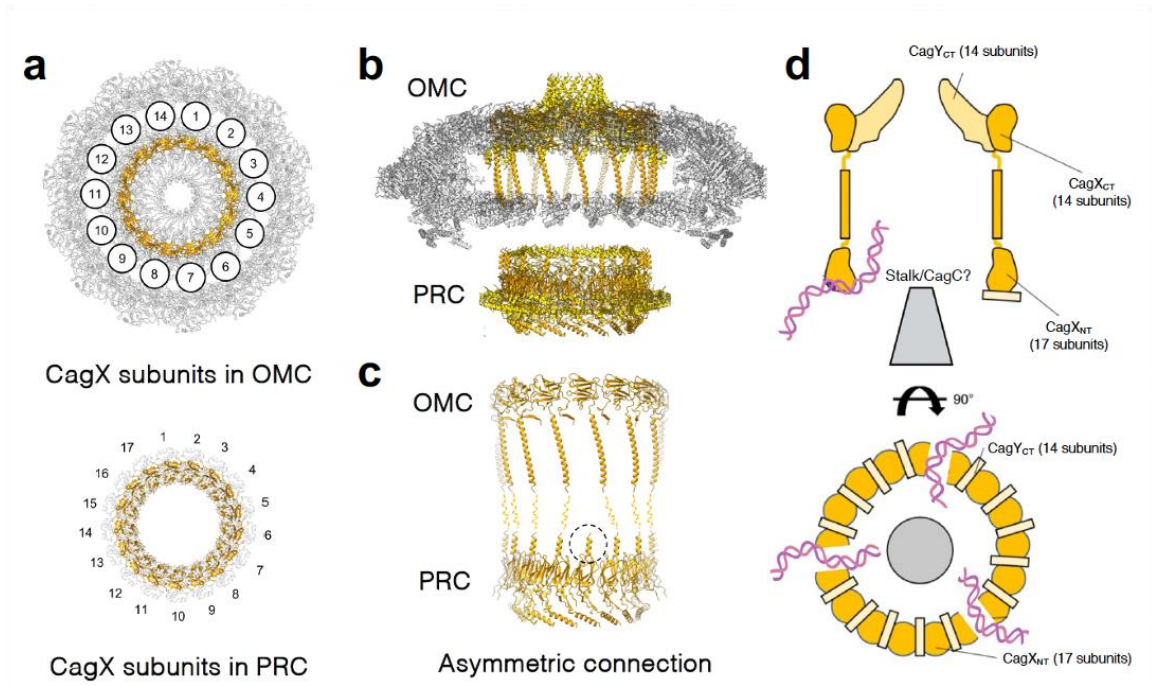 a
14
1
13
2
12
3
11
4
10
5
9
6
8
7
CagX subunits in OMC
1
17
2
3
16
4
15
5
14
6
13
7
12
8
11
9
10
CagX subunits in PRC
b
OMC
PRC
c
OMC
PRC
Asymmetric connection
d
CagY_CT (14 subunits)
CagX_CT
(14 subunits)
Stalk/CagC?
CagX_NT
(17 subunits)
90°
CagY_CT (14 subunits)
CagX_NT (17 subunits)